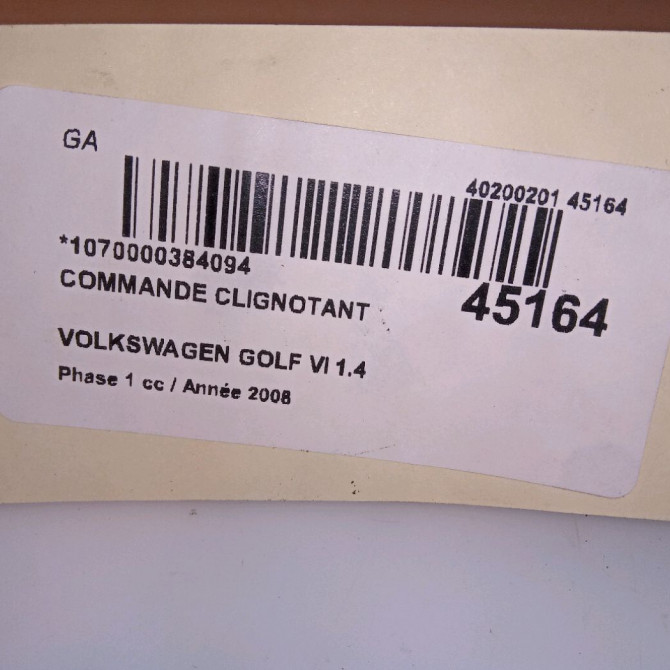 GA
40200201 45164
*1070000384094
COMMANDE CLIGNOTANT
45164
VOLKSWAGEN GOLF VI 1.4
Phase 1 cc / Année 2008